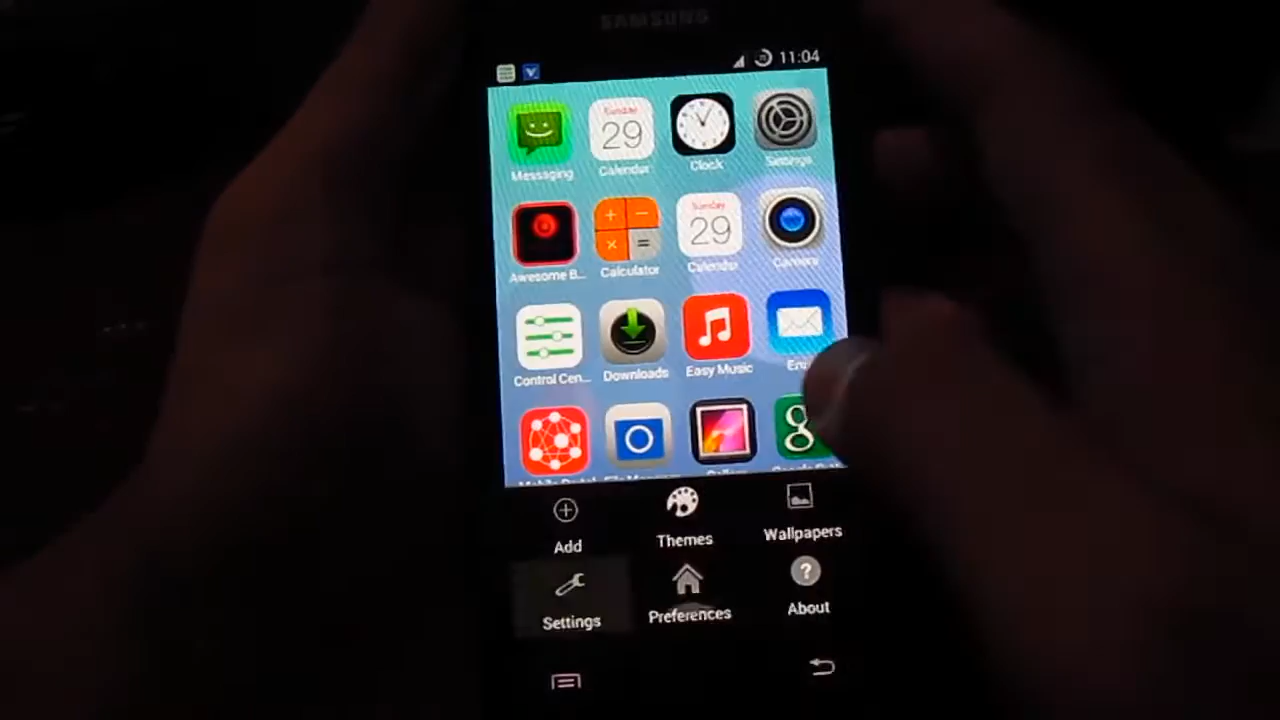 SAMSUNG
11:04
Messaging
Sunday
29
Calendar
Clock
Settings
Awesome B...
Calculator
Sunday
29
Calendar
Camera
Control Cen...
Downloads
Easy Music
8
Add
Themes
Wallpapers
Settings
Preferences
About